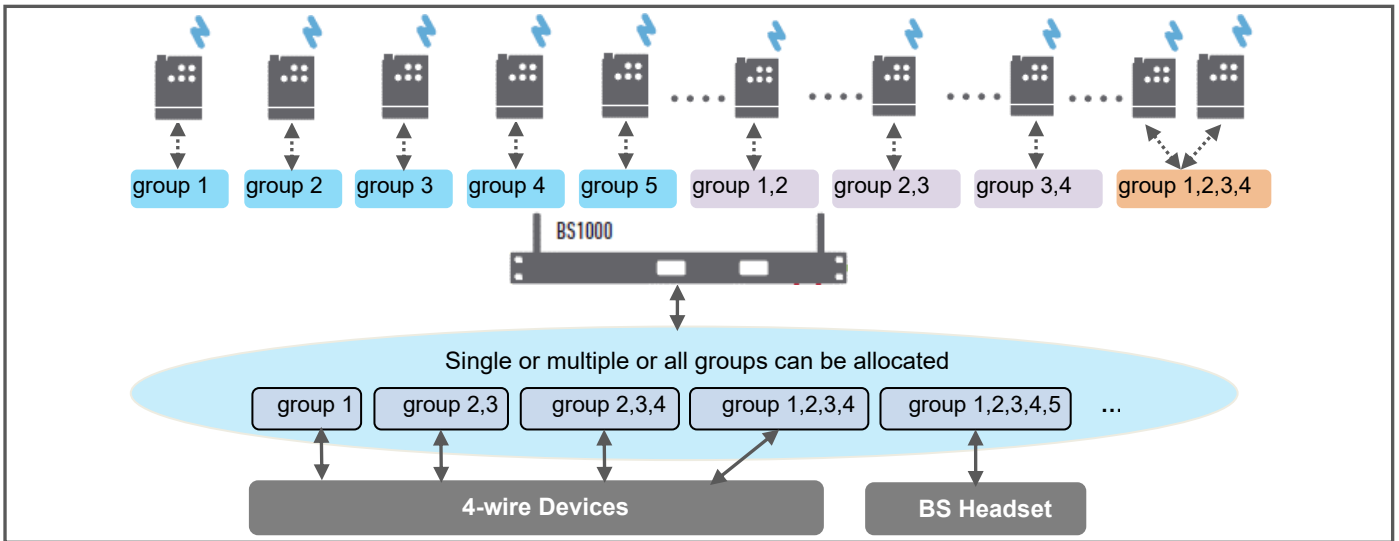 group 1
group 2
group 3
group 4
group 5
group 1,2
group 2,3
group 3,4
group 1,2,3,4
BS1000
Single or multiple or all groups can be allocated
group 1
group 2,3
group 2,3,4
group 1,2,3,4
group 1,2,3,4,5
...
4-wire Devices
BS Headset